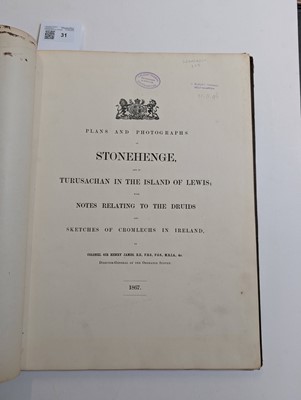 31
PLANS AND PHOTOGRAPHS
OF
STONEHENGE,
AND OF
TURUSACHAN IN THE ISLAND OF LEWIS;
WITH
NOTES RELATING TO THE DRUIDS
AND
SKETCHES OF CROMLECHS IN IRELAND,
BY
COLONEL SIR HENRY JAMES, R.E., F.R.S., F.G.S., M.R.I.A., &c.
DIRECTOR-GENERAL OF THE ORDNANCE SURVEY.
1867.